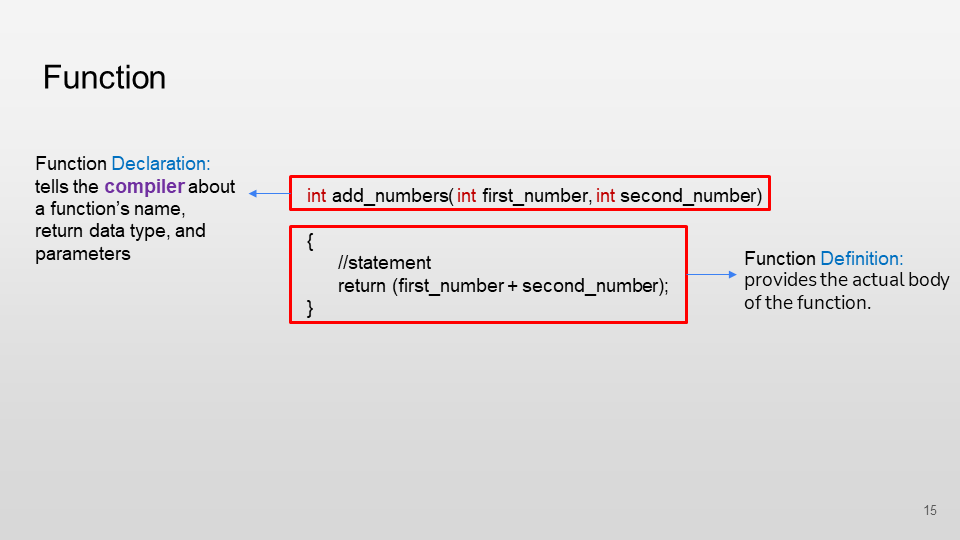 Function
Function Declaration:
tells the compiler about
a function’s name,
return data type, and
parameters
int add_numbers( int first_number, int second_number)
{
//statement
return (first_number + second_number);
}
Function Definition:
provides the actual body
of the function.
15